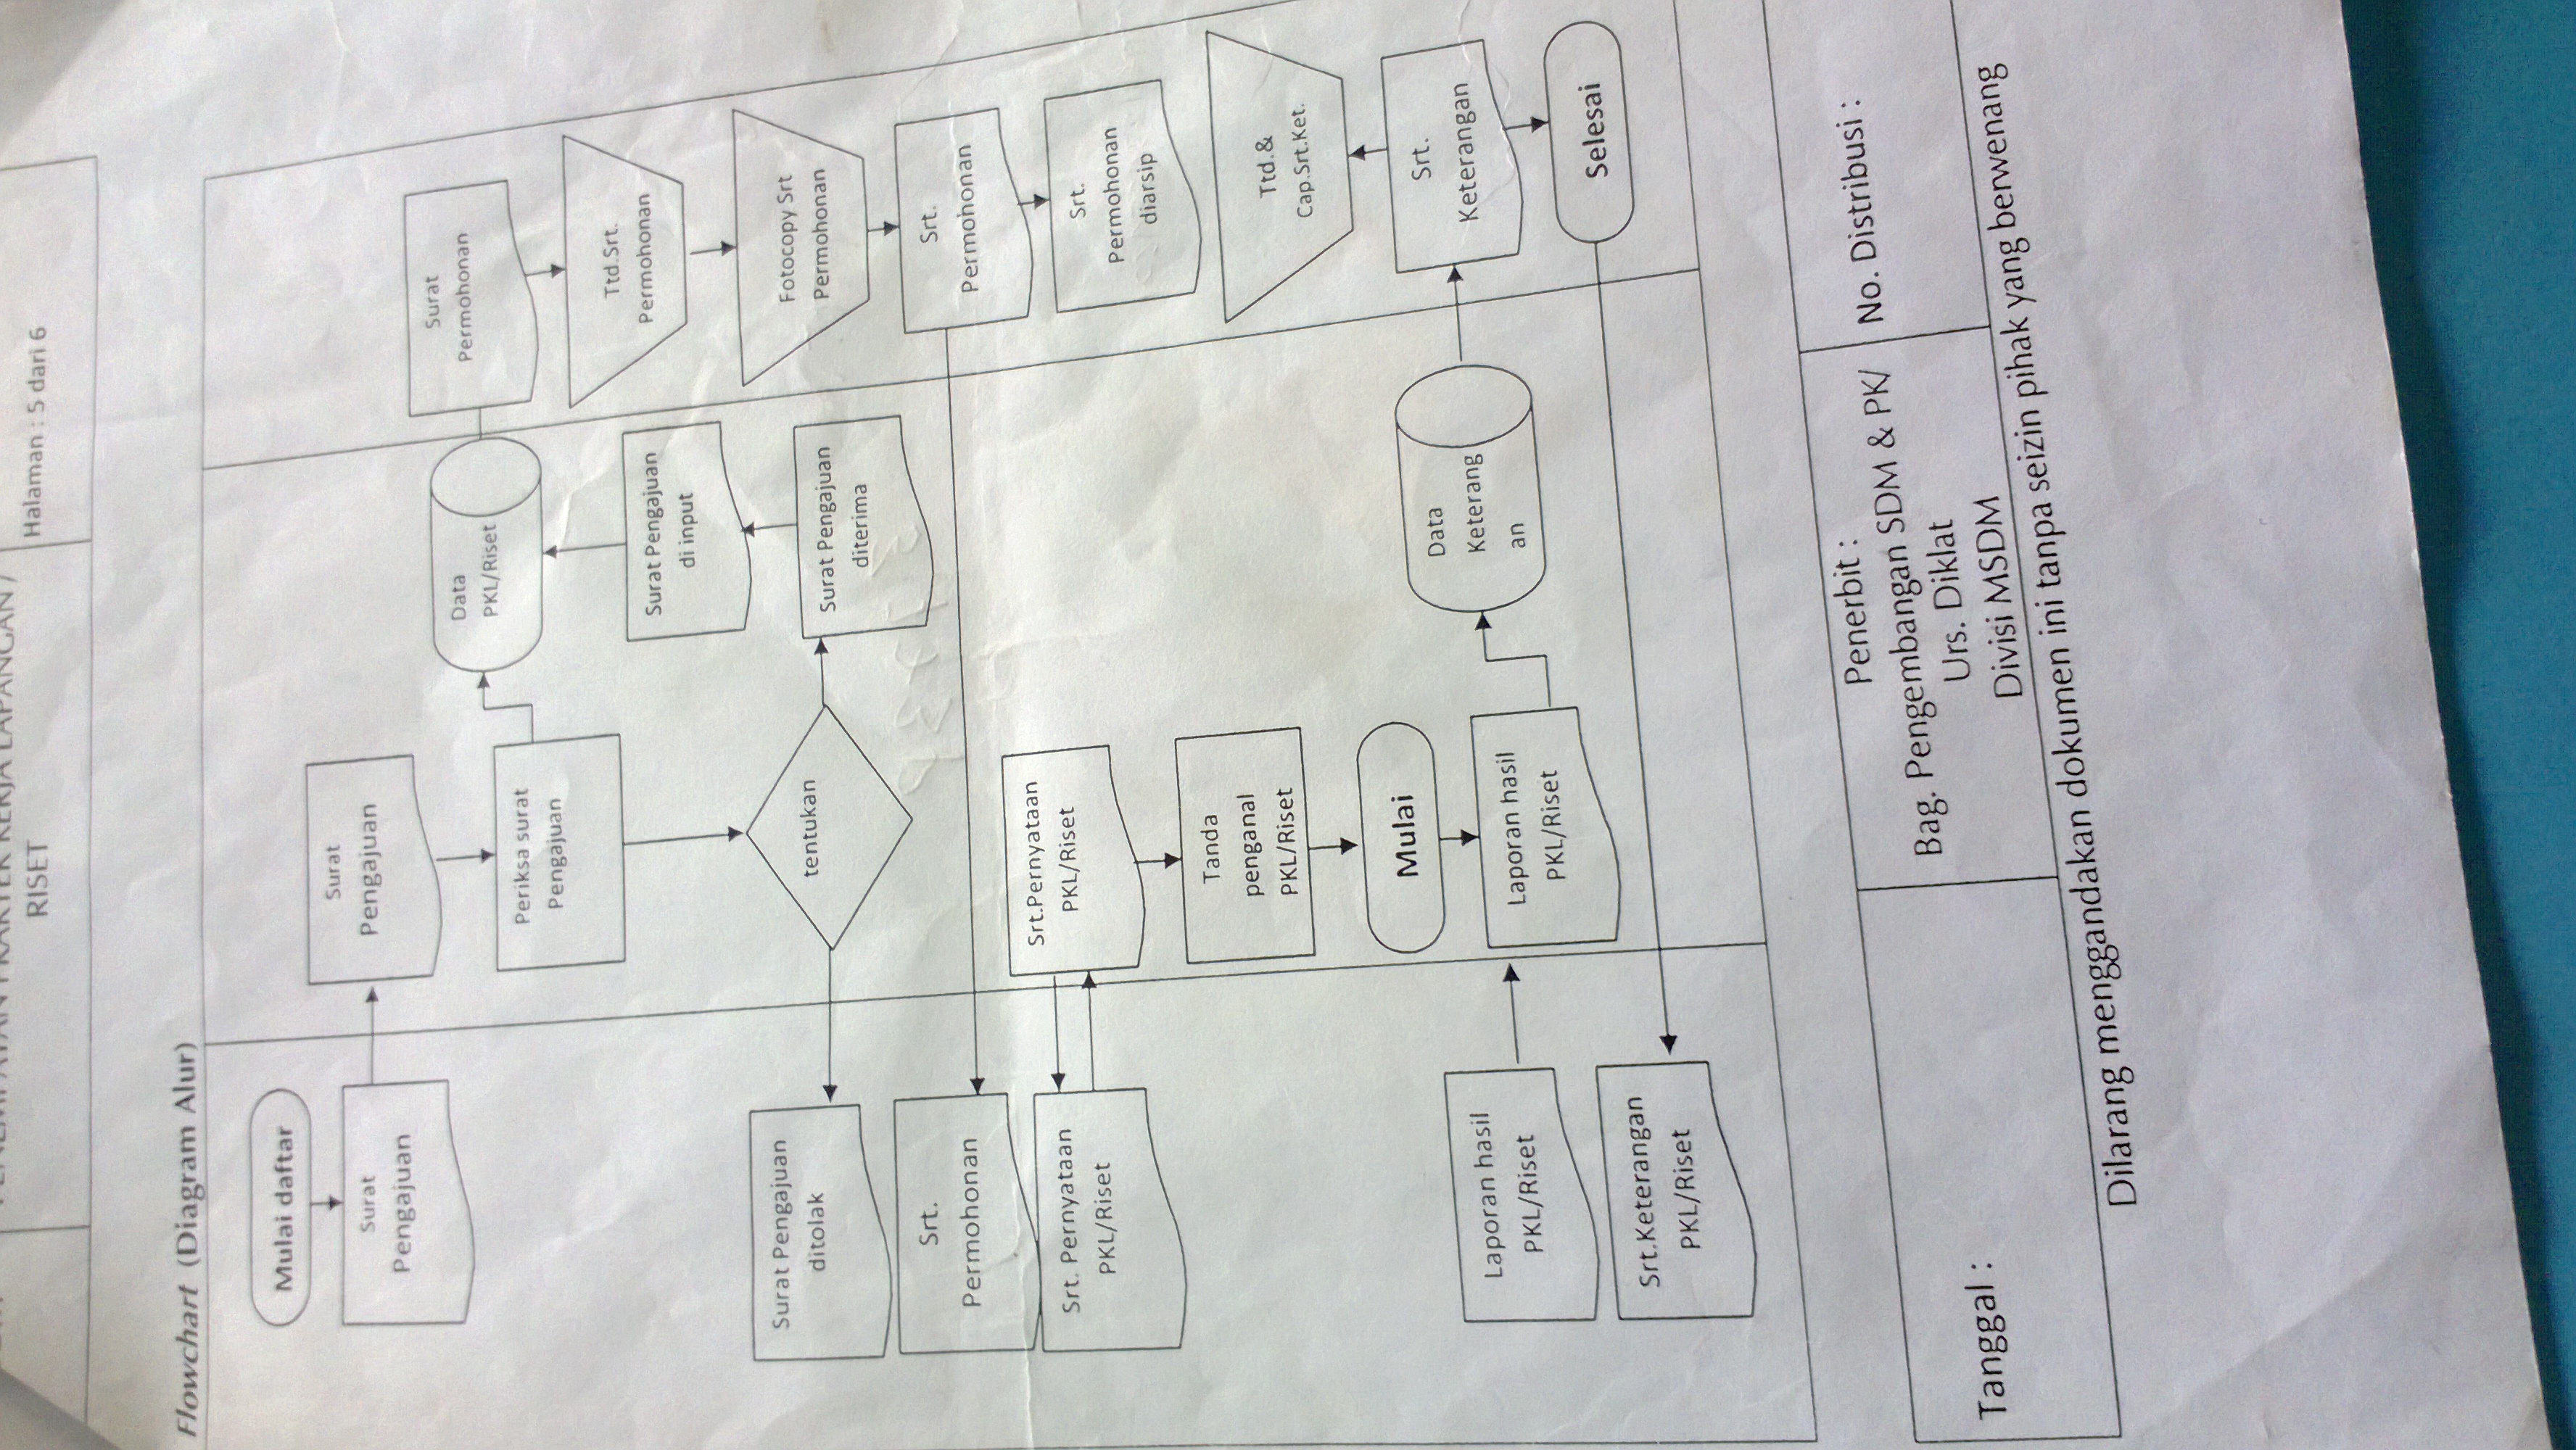 PENEMPATAN PRAKTEK KERJA LAPANGAN /
RISET
Halaman : 5 dari 6
Flowchart (Diagram Alur)
Mulai daftar
Surat
Pengajuan
Surat
Pengajuan
Periksa surat
Pengajuan
Data
PKL/Riset
Surat
Permohonan
Ttd.Srt.
Permohonan
Surat Pengajuan
di input
Fotocopy Srt
Permohonan
Surat Pengajuan
ditolak
tentukan
Surat Pengajuan
diterima
Srt.
Permohonan
Srt.
Permohonan
Srt. Pernyataan
PKL/Riset
Srt.Pernyataan
PKL/Riset
Srt.
Permohonan
diarsip
Tanda
penganal
PKL/Riset
Ttd.&
Cap.Srt.Ket.
Mulai
Laporan hasil
PKL/Riset
Laporan hasil
PKL/Riset
Data
Keterang
an
Srt.
Keterangan
Selesai
Srt.Keterangan
PKL/Riset
Tanggal :
Penerbit :
Bag. Pengembangan SDM & PK/
Urs. Diklat
Divisi MSDM
No. Distribusi :
Dilarang menggandakan dokumen ini tanpa seizin pihak yang berwenang